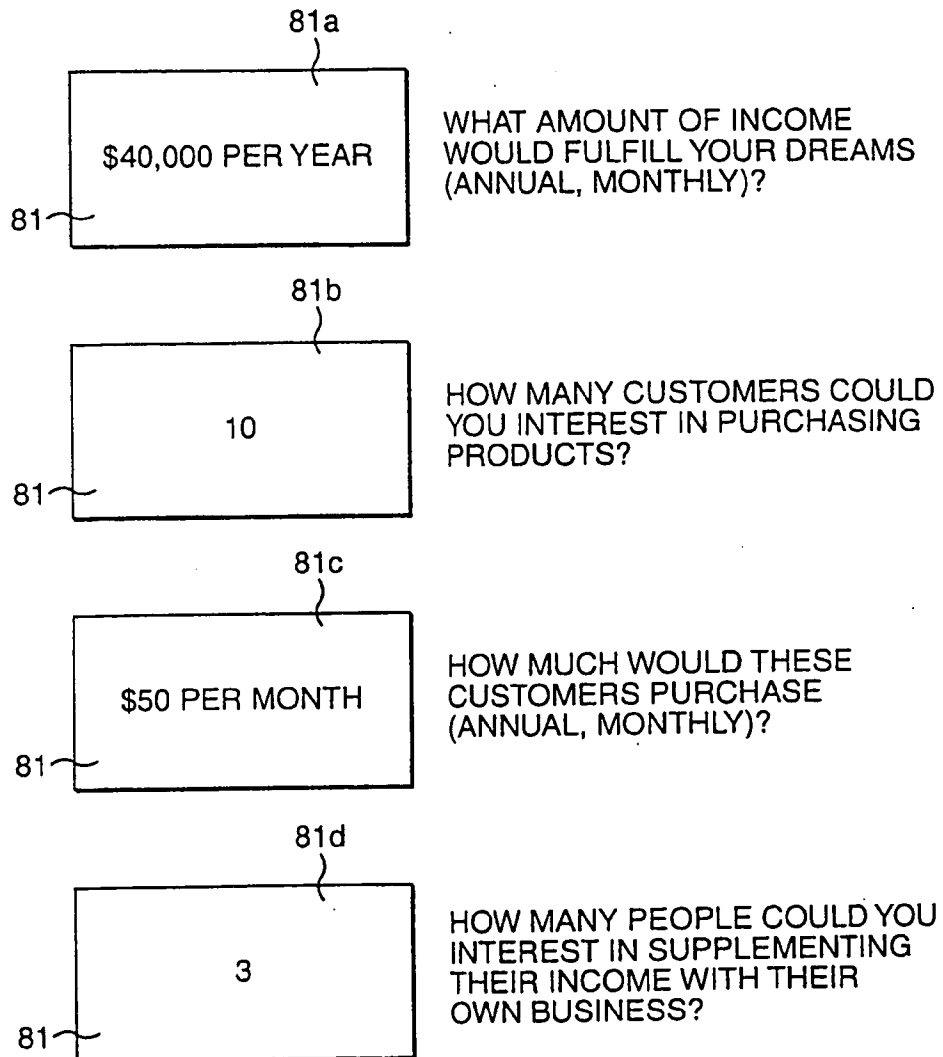 81a
$40,000 PER YEAR
81
WHAT AMOUNT OF INCOME
WOULD FULFILL YOUR DREAMS
(ANNUAL, MONTHLY)?
81b
10
81
HOW MANY CUSTOMERS COULD
YOU INTEREST IN PURCHASING
PRODUCTS?
81c
$50 PER MONTH
81
HOW MUCH WOULD THESE
CUSTOMERS PURCHASE
(ANNUAL, MONTHLY)?
81d
3
81
HOW MANY PEOPLE COULD YOU
INTEREST IN SUPPLEMENTING
THEIR INCOME WITH THEIR
OWN BUSINESS?